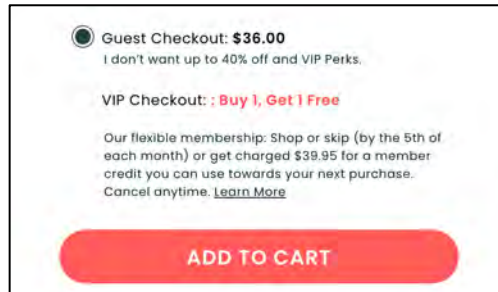 Guest Checkout: $36.00
I don't want up to 40% off and VIP Perks.
VIP Checkout: : Buy 1, Get 1 Free
Our flexible membership: Shop or skip (by the 5th of
each month) or get charged $39.95 for a member
credit you can use towards your next purchase.
Cancel anytime. Learn More
ADD TO CART